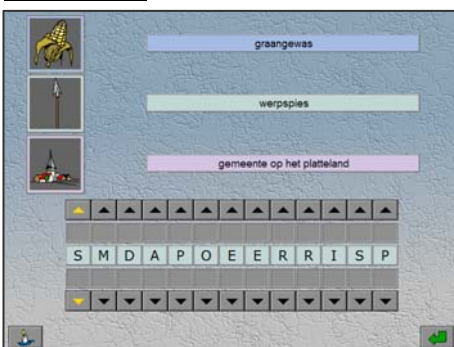 graangewas
werpspies
gemeente op het platteland
S M D A P O E E R R I S P